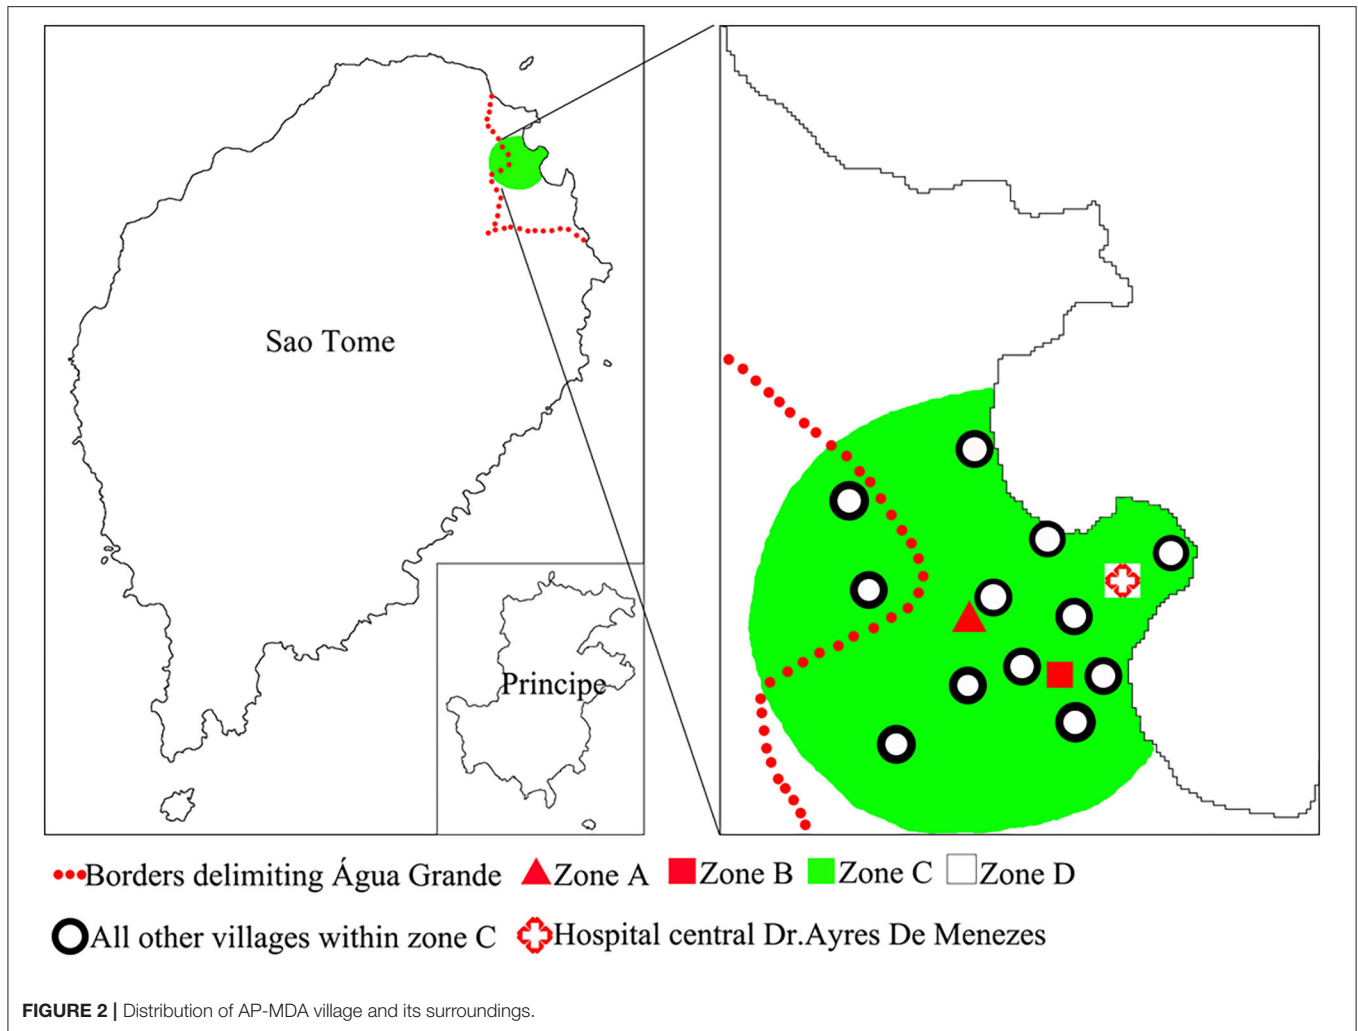 Sao Tome
Principe
Borders delimiting Água Grande Zone A Zone B Zone C Zone D
All other villages within zone C Hospital central Dr.Ayres De Menezes
FIGURE 2 | Distribution of AP-MDA village and its surroundings.